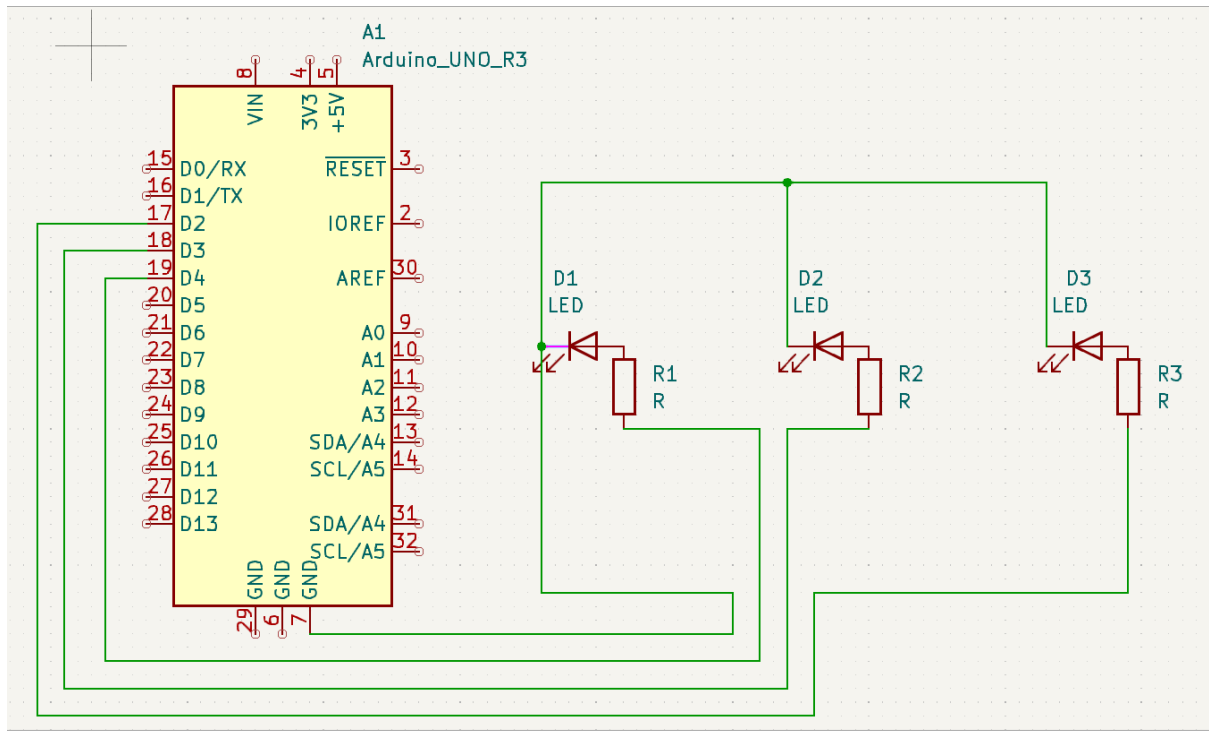 A1
Arduino_UNO_R3
8
4
5
VIN
3V3
+5V
15
D0/RX
RESET
3
16
D1/TX
17
D2
IOREF
2
18
D3
19
D4
AREF
30
20
D5
21
D6
A0
9
22
D7
A1
10
23
D8
A2
11
24
D9
A3
12
25
D10
SDA/A4
13
26
D11
SCL/A5
14
27
D12
28
D13
SDA/A4
31
SCL/A5
32
GND
GND
GND
29
6
7
D1
LED
D2
LED
D3
LED
R1
R
R2
R
R3
R